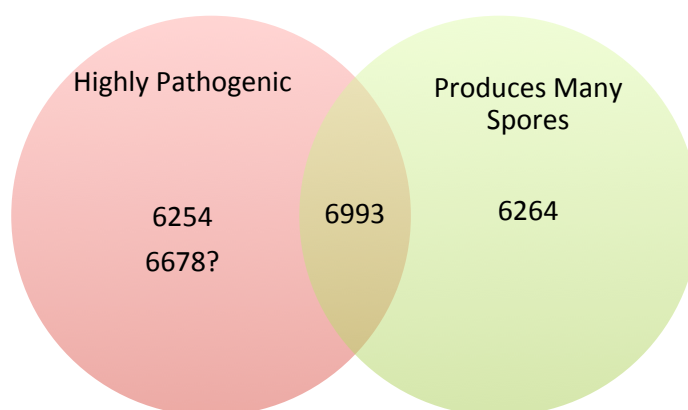 Highly Pathogenic
Produces Many
Spores
6254
6678?
6993
6264